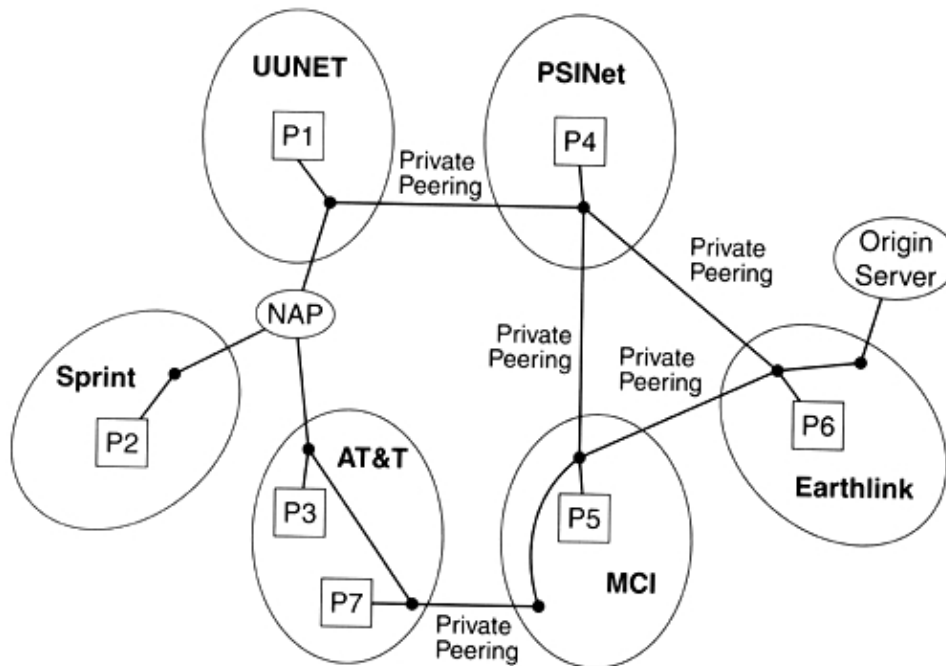 UUNET
PSINet
P1
P4
Private
Peering
Private
Peering
Origin
Server
NAP
Private
Peering
Private
Peering
Sprint
P2
P6
AT&T
Earthlink
P3
P5
MCI
P7
Private
Peering